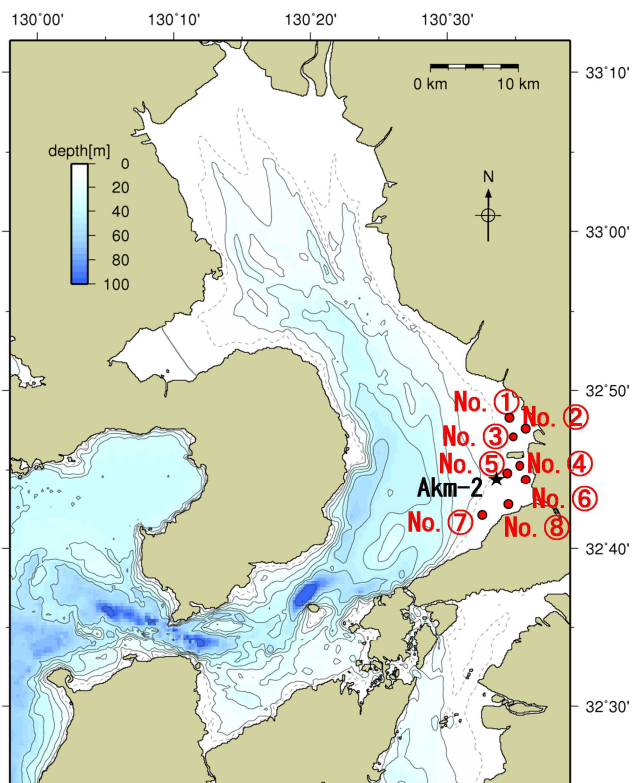 130°00'
130°10'
130°20'
130°30'
33°10'
0 km
10 km
depth[m]
0
20
40
60
80
100
N
33°00'
32°50'
No. ①
No. ②
No. ③
No. ④
No. ⑤
Akm-2
No. ⑥
No. ⑦
No. ⑧
32°40'
32°30'